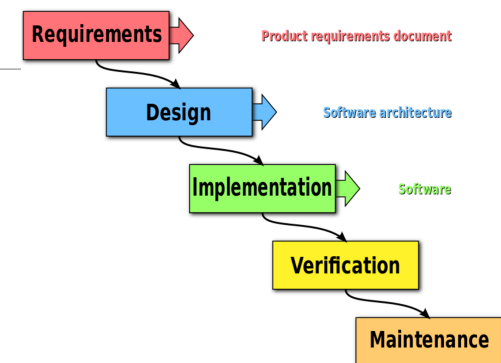 Requirements
Product requirements document
Design
Software architecture
Implementation
Software
Verification
Maintenance